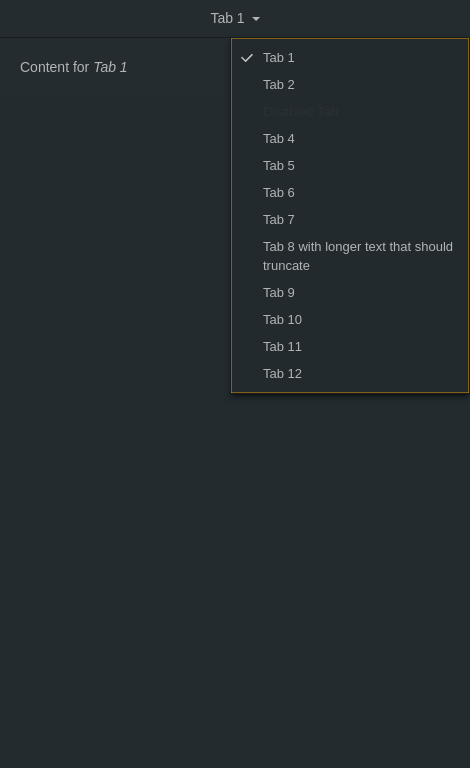 Tab 1
Content for Tab 1
Tab 1
Tab 2
Disabled Tab
Tab 4
Tab 5
Tab 6
Tab 7
Tab 8 with longer text that should
truncate
Tab 9
Tab 10
Tab 11
Tab 12